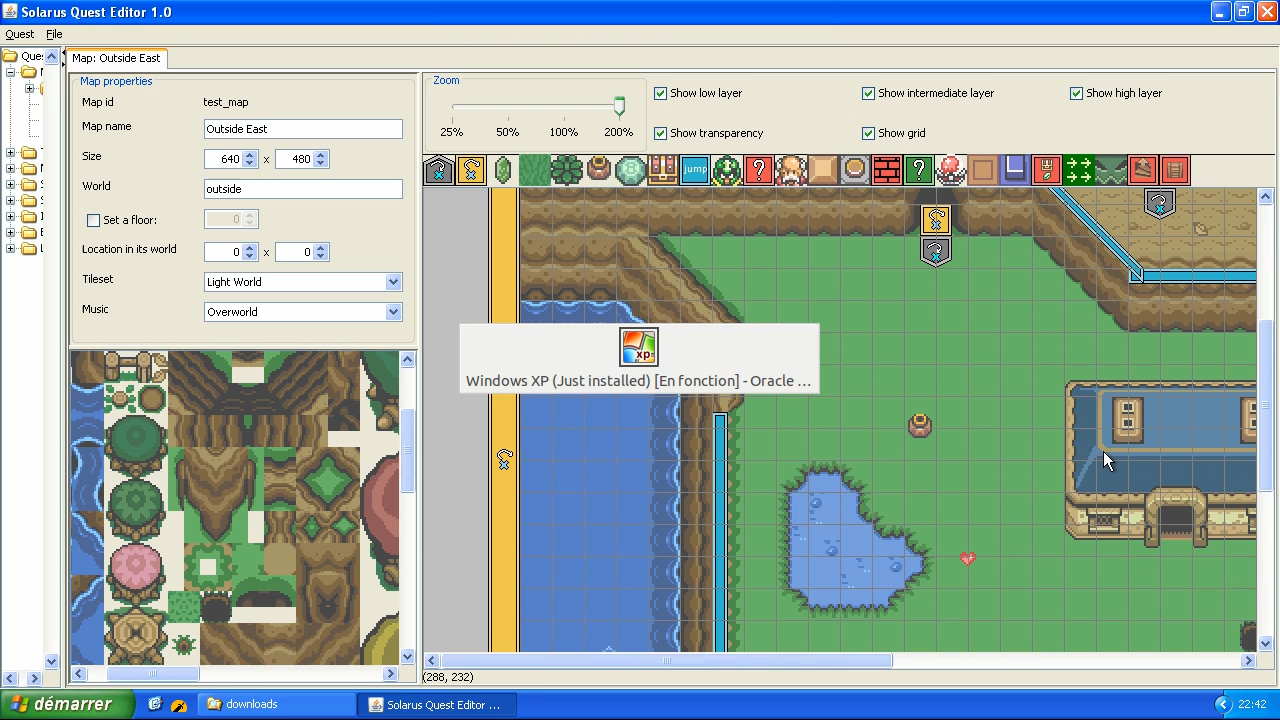 Solarus Quest Editor 1.0
Quest File
Ques
Map: Outside East
Map properties
Map id test_map
Map name Outside East
Size 640 x 480
World outside
Set a floor: 0
Location in its world 0 x 0
Tileset Light World
Music Overworld
Zoom
25% 50% 100% 200%
Show low layer Show intermediate layer Show high layer
Show transparency Show grid
jump
? ?
xp
Windows XP (Just installed) [En fonction] - Oracle ...
(288, 232)
démarrer downloads Solarus Quest Editor ... 22:42